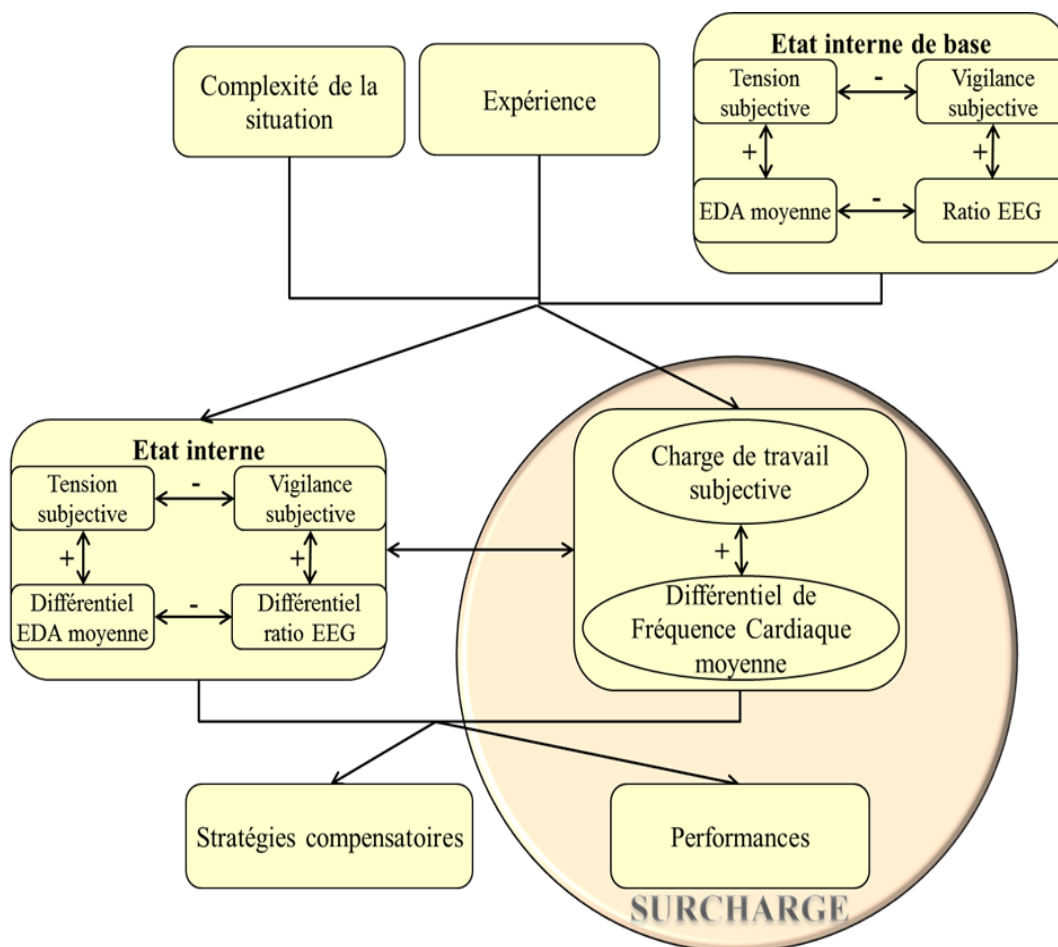 Complexité de la
situation
Expérience
Etat interne de base
Tension
subjective
-
Vigilance
subjective
+
+
EDA moyenne
-
Ratio EEG
Etat interne
Tension
subjective
-
Vigilance
subjective
+
+
Différentiel
EDA moyenne
-
Différentiel
ratio EEG
Charge de travail
subjective
+
Différentiel de
Fréquence Cardiaque
moyenne
Stratégies compensatoires
Performances
SURCHARGE